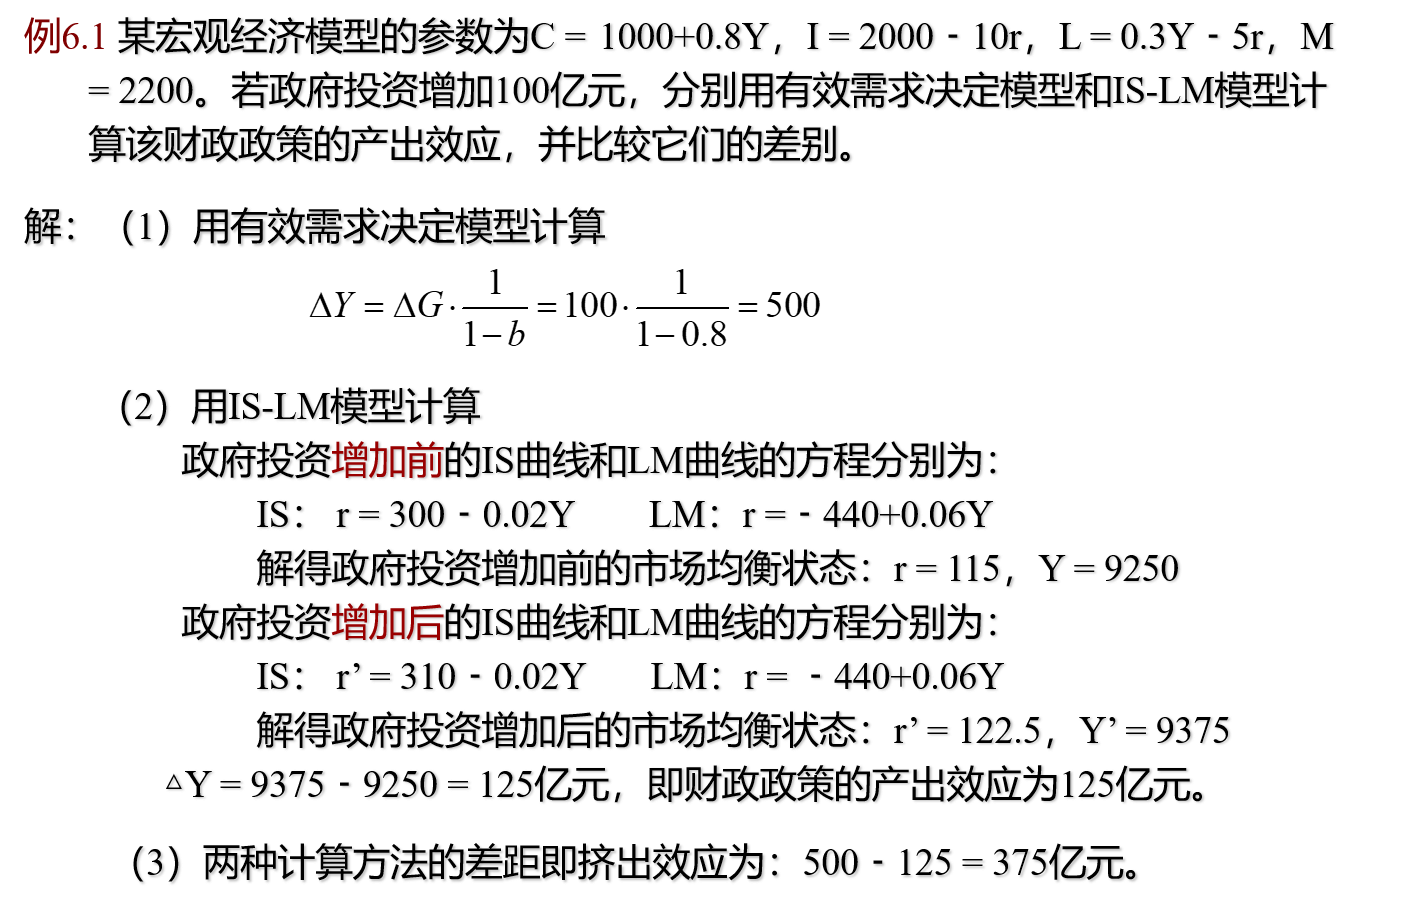 例6.1 某宏观经济模型的参数为C = 1000+0.8Y，I = 2000﹣10r，L = 0.3Y﹣5r，M
= 2200。若政府投资增加100亿元，分别用有效需求决定模型和IS-LM模型计
算该财政政策的产出效应，并比较它们的差别。
解：（1）用有效需求决定模型计算
ΔY = ΔG · 1/(1−b) = 100 · 1/(1−0.8) = 500
（2）用IS-LM模型计算
政府投资增加前的IS曲线和LM曲线的方程分别为：
IS： r = 300﹣0.02Y LM：r =﹣440+0.06Y
解得政府投资增加前的市场均衡状态：r = 115，Y = 9250
政府投资增加后的IS曲线和LM曲线的方程分别为：
IS： r’ = 310﹣0.02Y LM：r = ﹣440+0.06Y
解得政府投资增加后的市场均衡状态：r’ = 122.5，Y’ = 9375
△Y = 9375﹣9250 = 125亿元，即财政政策的产出效应为125亿元。
（3）两种计算方法的差距即挤出效应为：500﹣125 = 375亿元。